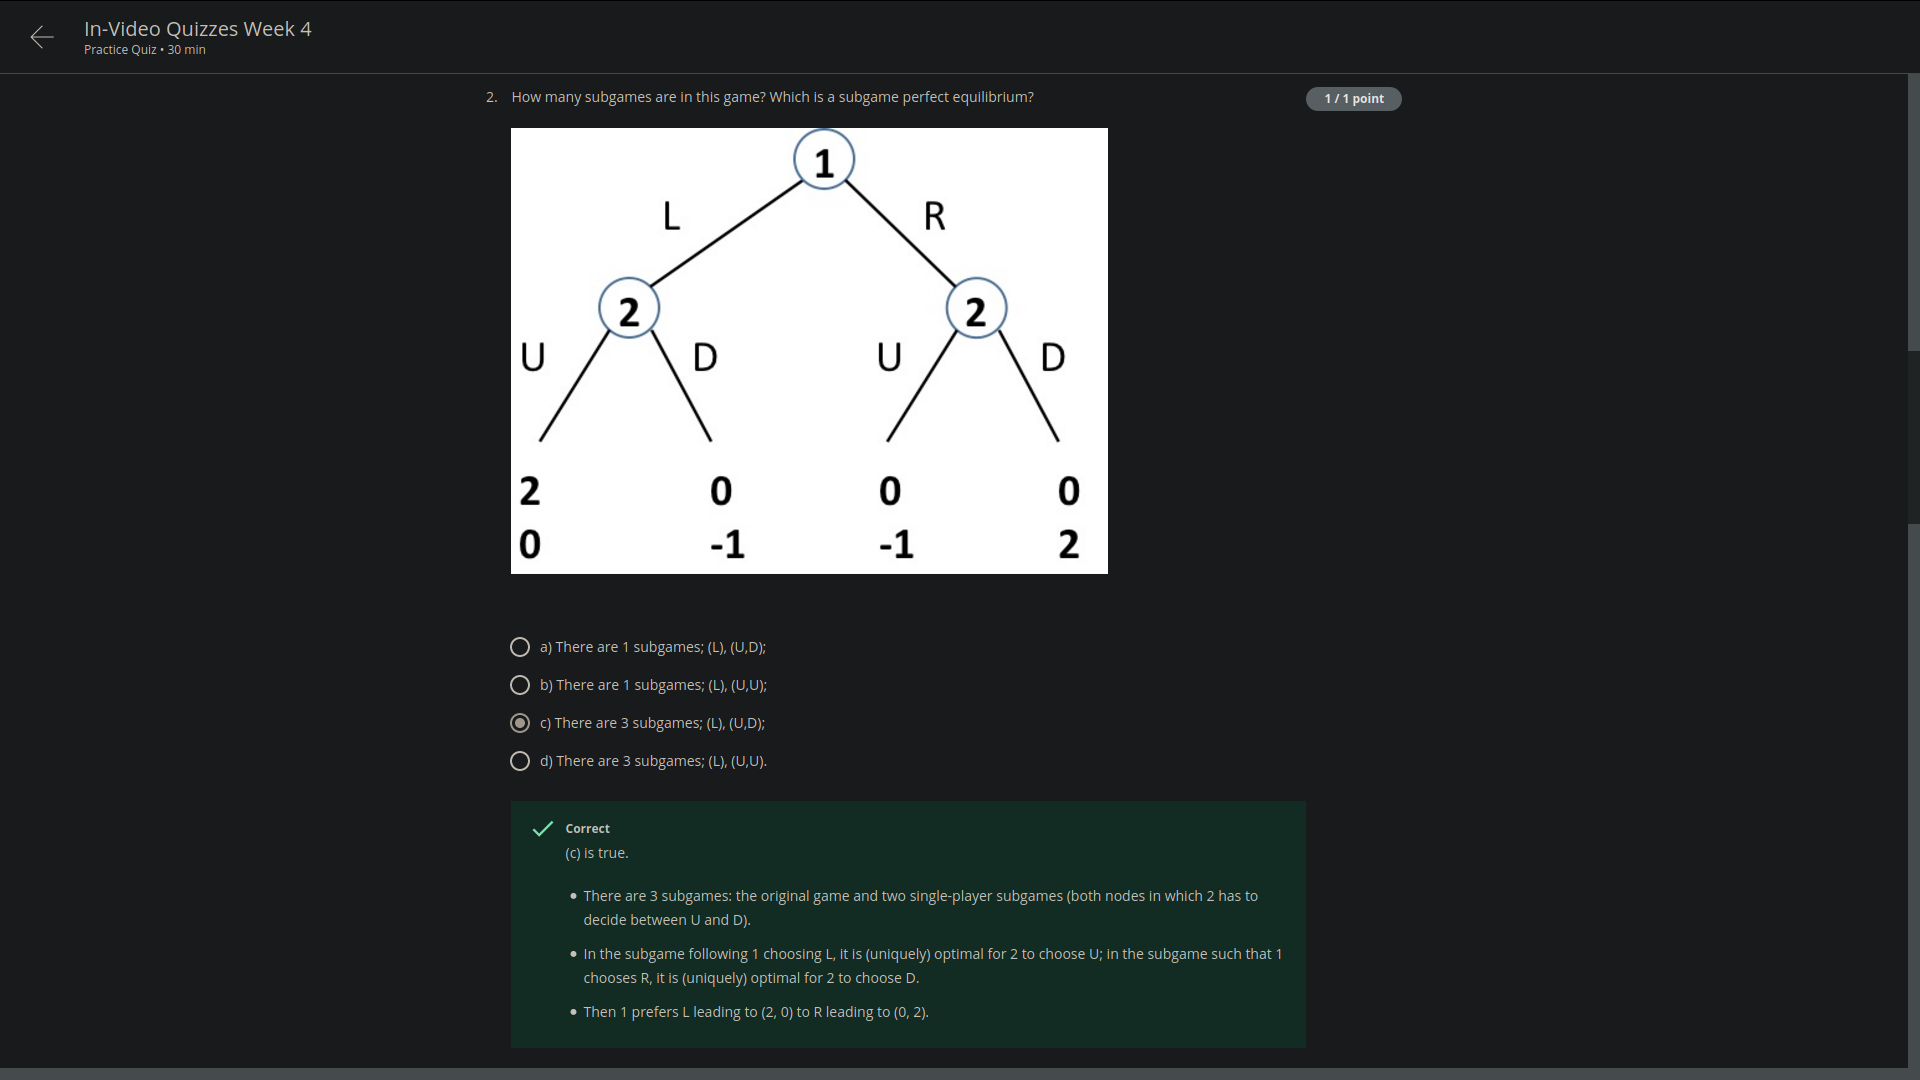 In-Video Quizzes Week 4
Practice Quiz • 30 min
2. How many subgames are in this game? Which is a subgame perfect equilibrium?
1 / 1 point
1
L R
2 2
U D U D
2 0 0 0
0 -1 -1 2
a) There are 1 subgames; (L), (U,D);
b) There are 1 subgames; (L), (U,U);
c) There are 3 subgames; (L), (U,D);
d) There are 3 subgames; (L), (U,U).
Correct
(c) is true.
• There are 3 subgames: the original game and two single-player subgames (both nodes in which 2 has to
decide between U and D).
• In the subgame following 1 choosing L, it is (uniquely) optimal for 2 to choose U; in the subgame such that 1
chooses R, it is (uniquely) optimal for 2 to choose D.
• Then 1 prefers L leading to (2, 0) to R leading to (0, 2).